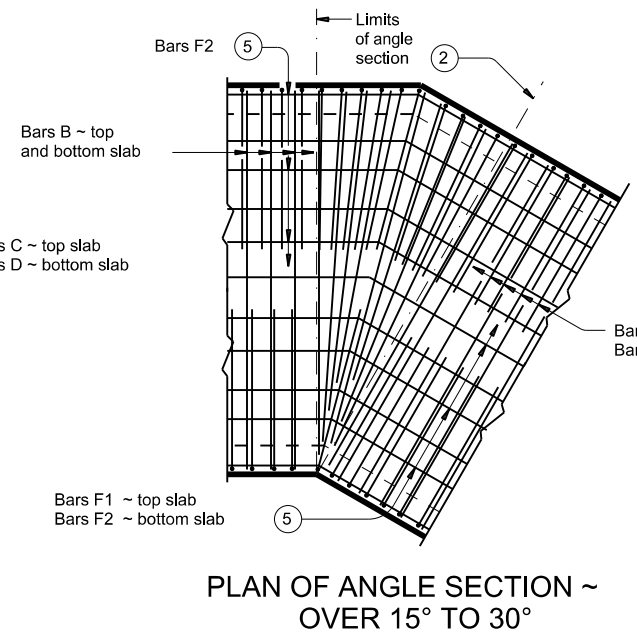 Limits
of angle
section
Bars F2
5
2
Bars B ~ top
and bottom slab
s C ~ top slab
s D ~ bottom slab
Bar
Bar
Bars F1 ~ top slab
Bars F2 ~ bottom slab
5
PLAN OF ANGLE SECTION ~
OVER 15° TO 30°